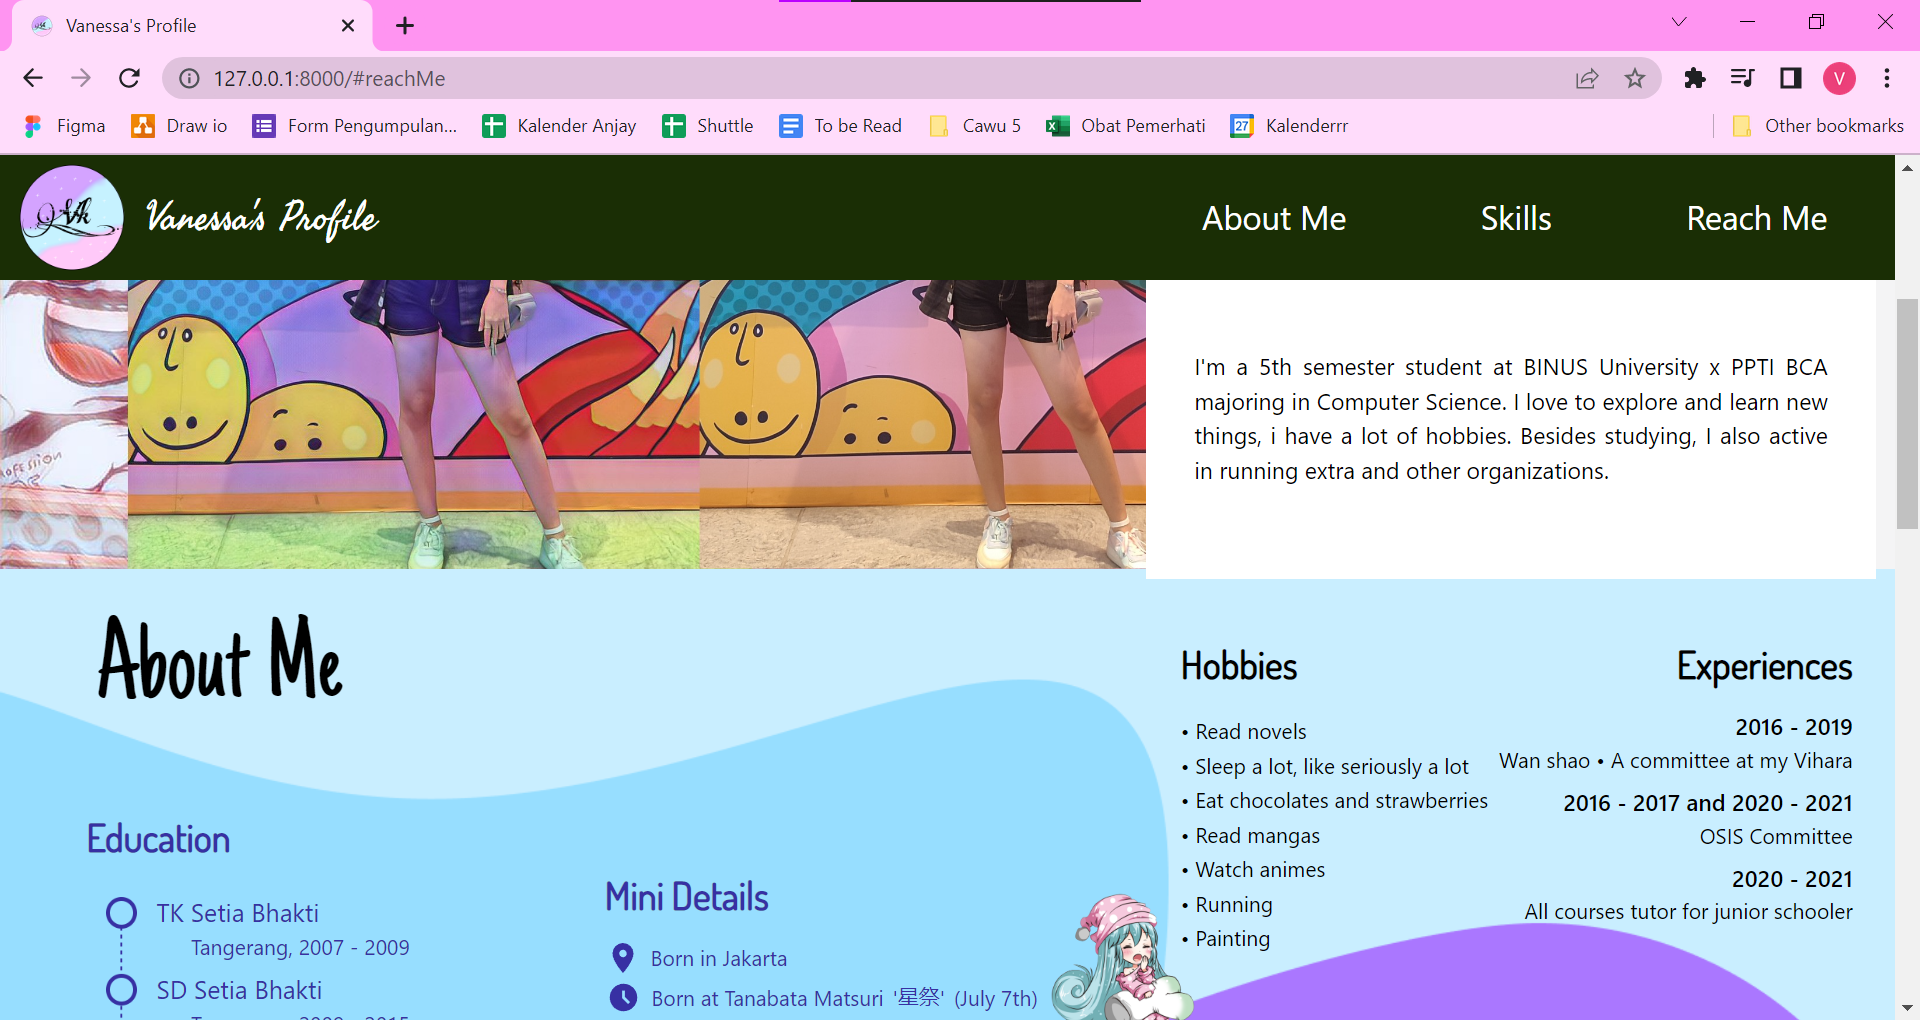 Vanessa's Profile
127.0.0.1:8000/#reachMe
V
Figma
Draw io
Form Pengumpulan...
Kalender Anjay
Shuttle
To be Read
Cawu 5
Obat Pemerhati
27
Kalenderrr
Other bookmarks
Vk
Vanessa's Profile
About Me
Skills
Reach Me
ofession
I'm a 5th semester student at BINUS University x PPTI BCA
majoring in Computer Science. I love to explore and learn new
things, i have a lot of hobbies. Besides studying, I also active
in running extra and other organizations.
About Me
Education
TK Setia Bhakti
Tangerang, 2007 - 2009
SD Setia Bhakti
Mini Details
Born in Jakarta
Born at Tanabata Matsuri '星祭' (July 7th)
Hobbies
• Read novels
• Sleep a lot, like seriously a lot
• Eat chocolates and strawberries
• Read mangas
• Watch animes
• Running
• Painting
Experiences
2016 - 2019
Wan shao • A committee at my Vihara
2016 - 2017 and 2020 - 2021
OSIS Committee
2020 - 2021
All courses tutor for junior schooler